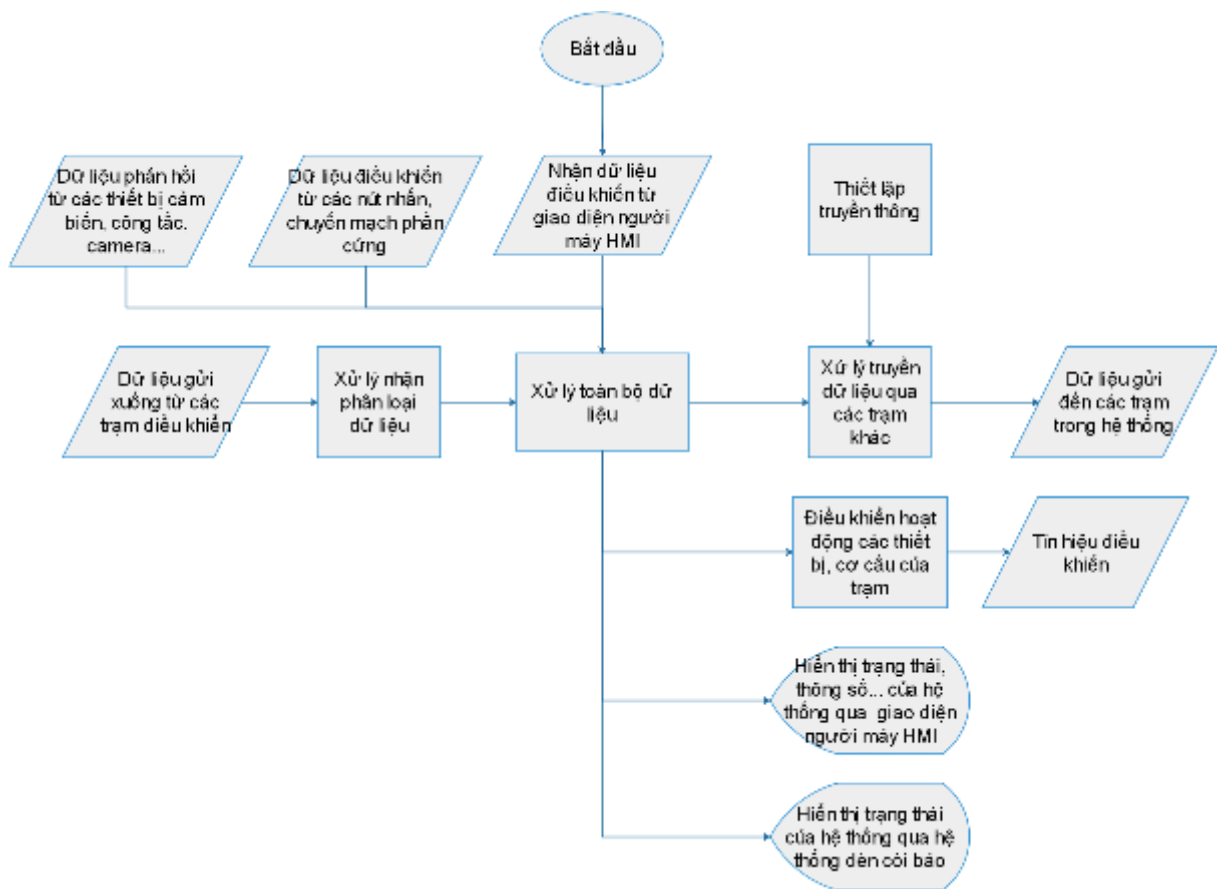 Bắt đầu
Dữ liệu phản hồi
từ các thiết bị cảm
biến, công tắc.
camera...
Dữ liệu điều khiển
từ các nút nhấn,
chuyển mạch phần
cứng
Nhận dữ liệu
điều khiển từ
giao diện người
máy HMI
Thiết lập
truyền thông
Dữ liệu gửi
xuống từ các
trạm điều khiển
Xử lý nhận
phân loại
dữ liệu
Xử lý toàn bộ dữ
liệu
Xử lý truyền
dữ liệu qua
các trạm
khác
Dữ liệu gửi
đến các trạm
trong hệ thống
Điều khiển hoạt
động các thiết
bị, cơ cấu của
trạm
Tín hiệu điều
khiển
Hiển thị trạng thái,
thông số... của hệ
thống qua giao diện
người máy HMI
Hiển thị trạng thái
của hệ thống qua hệ
thống đèn còi báo